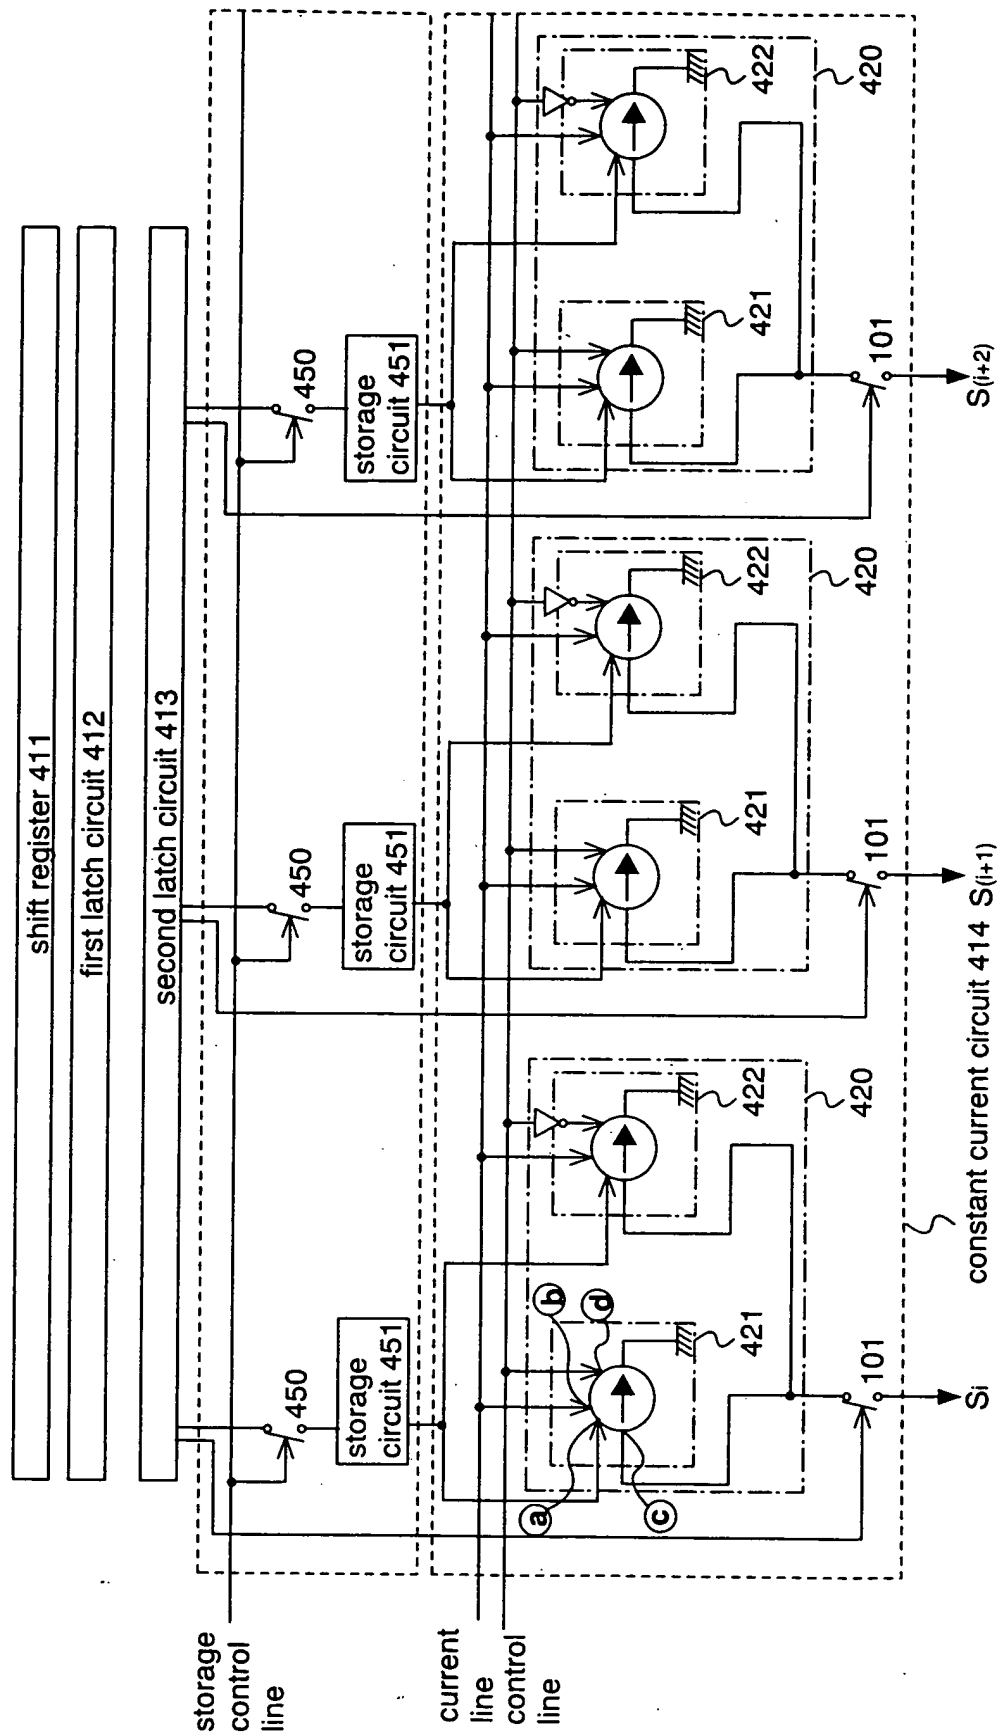 shift register 411
first latch circuit 412
second latch circuit 413
storage
control
line
450
450
450
storage
circuit 451
storage
circuit 451
storage
circuit 451
current
line
control
line
a
b
c
d
421
422
420
421
422
420
421
422
420
101
101
101
Si
S(i+1)
S(i+2)
constant current circuit 414